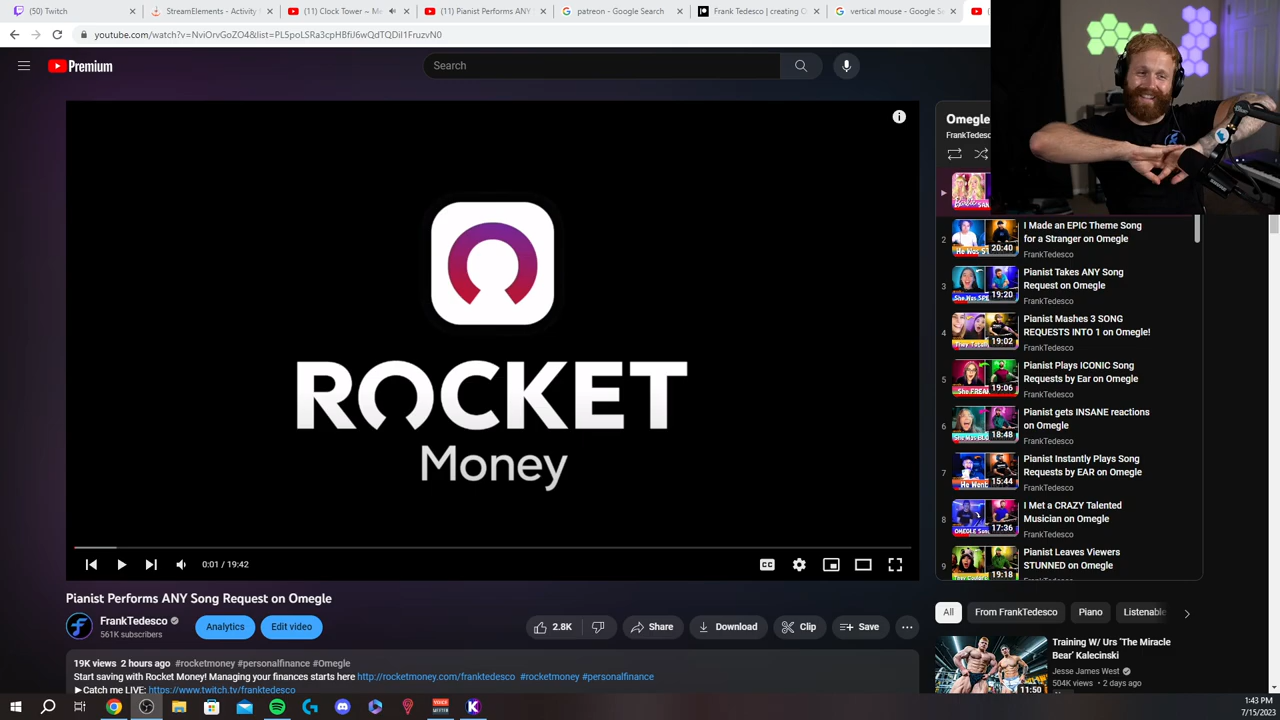 (50) Twitch
StreamElements - Activity
(11) Clock Tower ~ Me
(11) Pianist Performs ANY
patreon - Google Search
Frank Tedesco | creating O
vertical mouse - Google Se
youtube.com/watch?v=NviOrvGoZO4&list=PL5poLSRa3cpHBfJ6wQdTQDiI1FruzvN0
Premium
Search
ROCKET
Money
0:01 / 19:42
Pianist Performs ANY Song Request on Omegle
FrankTedesco
561K subscribers
Analytics
Edit video
2.8K
Share
Download
Clip
Save
19K views 2 hours ago #rocketmoney #personalfinance #Omegle
Start saving with Rocket Money! Managing your finances starts here http://rocketmoney.com/franktedesco #rocketmoney #personalfinance
►Catch me LIVE: https://www.twitch.tv/franktedesco
Omegle
FrankTedesco
Barbie
2
20:40
I Made an EPIC Theme Song
for a Stranger on Omegle
FrankTedesco
3
19:20
Pianist Takes ANY Song
Request on Omegle
FrankTedesco
4
19:02
Pianist Mashes 3 SONG
REQUESTS INTO 1 on Omegle!
FrankTedesco
5
19:06
Pianist Plays ICONIC Song
Requests by Ear on Omegle
FrankTedesco
6
18:48
Pianist gets INSANE reactions
on Omegle
FrankTedesco
7
15:44
Pianist Instantly Plays Song
Requests by EAR on Omegle
FrankTedesco
8
17:36
I Met a CRAZY Talented
Musician on Omegle
FrankTedesco
9
19:18
Pianist Leaves Viewers
STUNNED on Omegle
All
From FrankTedesco
Piano
Listenable
11:50
Training W/ Urs 'The Miracle
Bear' Kalecinski
Jesse James West
504K views • 2 days ago
1:43 PM
7/15/2023